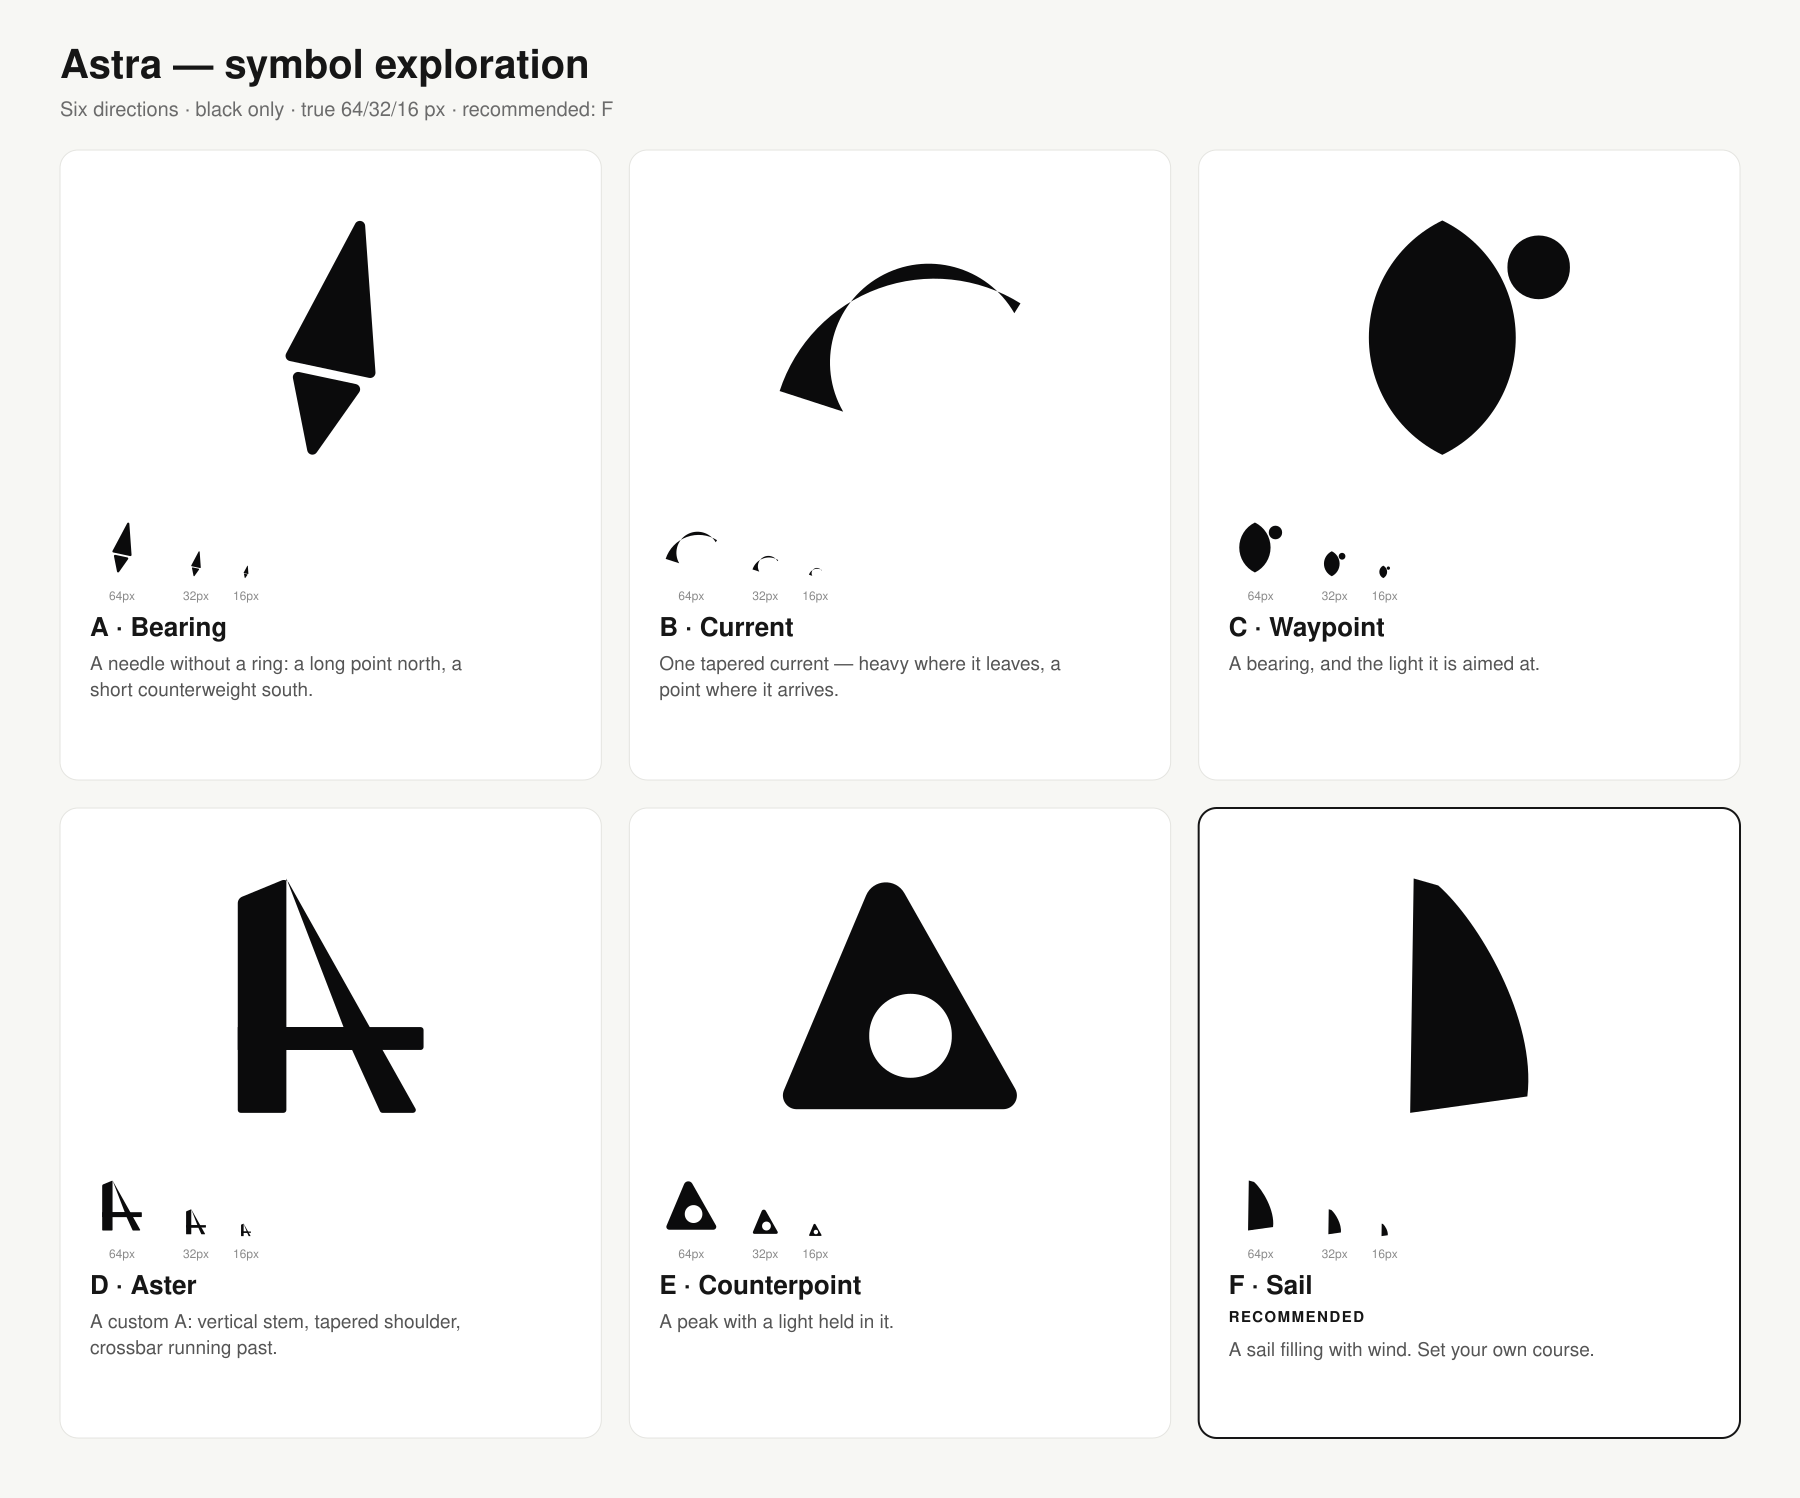 Astra — symbol exploration
Six directions · black only · true 64/32/16 px · recommended: F
64px 32px 16px
A · Bearing
A needle without a ring: a long point north, a
short counterweight south.
64px 32px 16px
B · Current
One tapered current — heavy where it leaves, a
point where it arrives.
64px 32px 16px
C · Waypoint
A bearing, and the light it is aimed at.
64px 32px 16px
D · Aster
A custom A: vertical stem, tapered shoulder,
crossbar running past.
64px 32px 16px
E · Counterpoint
A peak with a light held in it.
64px 32px 16px
F · Sail
RECOMMENDED
A sail filling with wind. Set your own course.